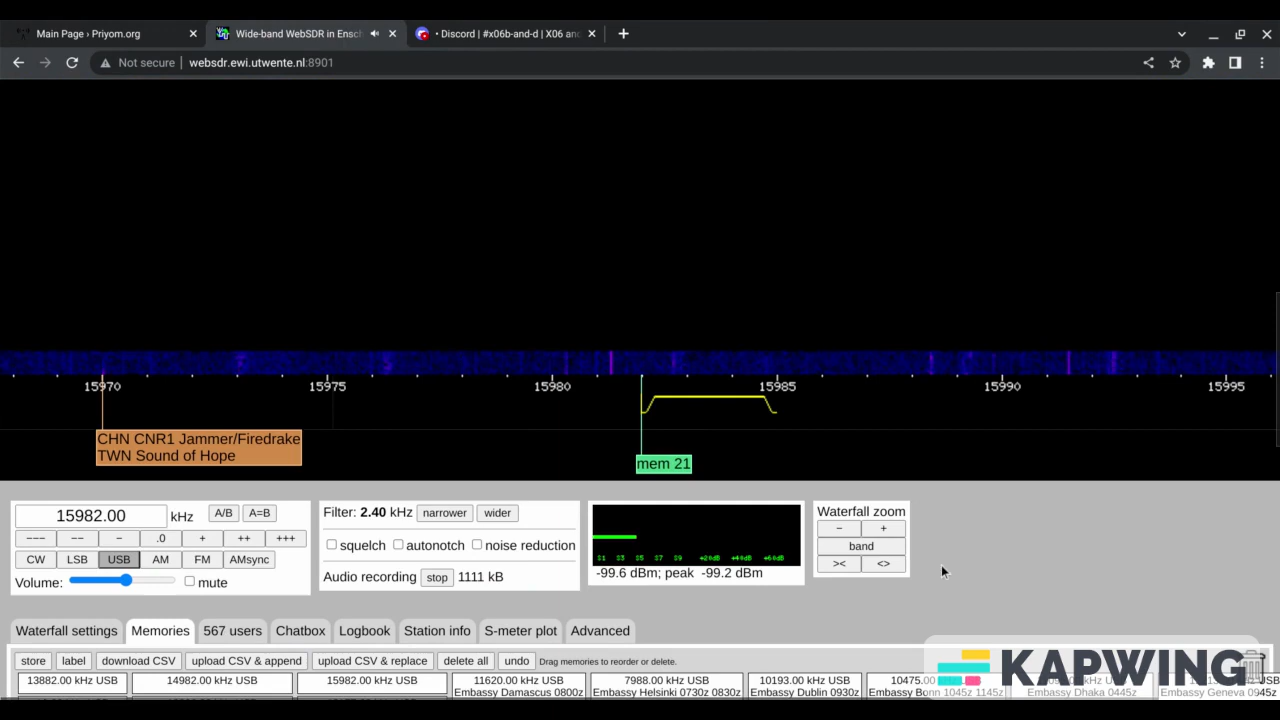 Main Page › Priyom.org
Wide-band WebSDR in Ensch
• Discord | #x06b-and-d | X06 and
Not secure | websdr.ewi.utwente.nl:8901
15970 15975 15980 15985 15990 15995
CHN CNR1 Jammer/Firedrake
TWN Sound of Hope
mem 21
15982.00 kHz A/B A=B
--- -- - .0 + ++ +++
CW LSB USB AM FM AMsync
Volume: mute
Filter: 2.40 kHz narrower wider
squelch autonotch noise reduction
Audio recording stop 1111 kB
S1 S3 S5 S7 S9 +20dB +40dB +60dB
-99.6 dBm; peak -99.2 dBm
Waterfall zoom
- +
band
>< <>
Waterfall settings Memories 567 users Chatbox Logbook Station info S-meter plot Advanced
store label download CSV upload CSV & append upload CSV & replace delete all undo Drag memories to reorder or delete.
13882.00 kHz USB 14982.00 kHz USB 15982.00 kHz USB 11620.00 kHz USB 7988.00 kHz USB 10193.00 kHz USB 10475.00
Embassy Damascus 0800z Embassy Helsinki 0730z 0830z Embassy Dublin 0930z Embassy Bonn 1045z 1145z Embassy Dhaka 0445z Embassy Geneva 0945z
KAPWING